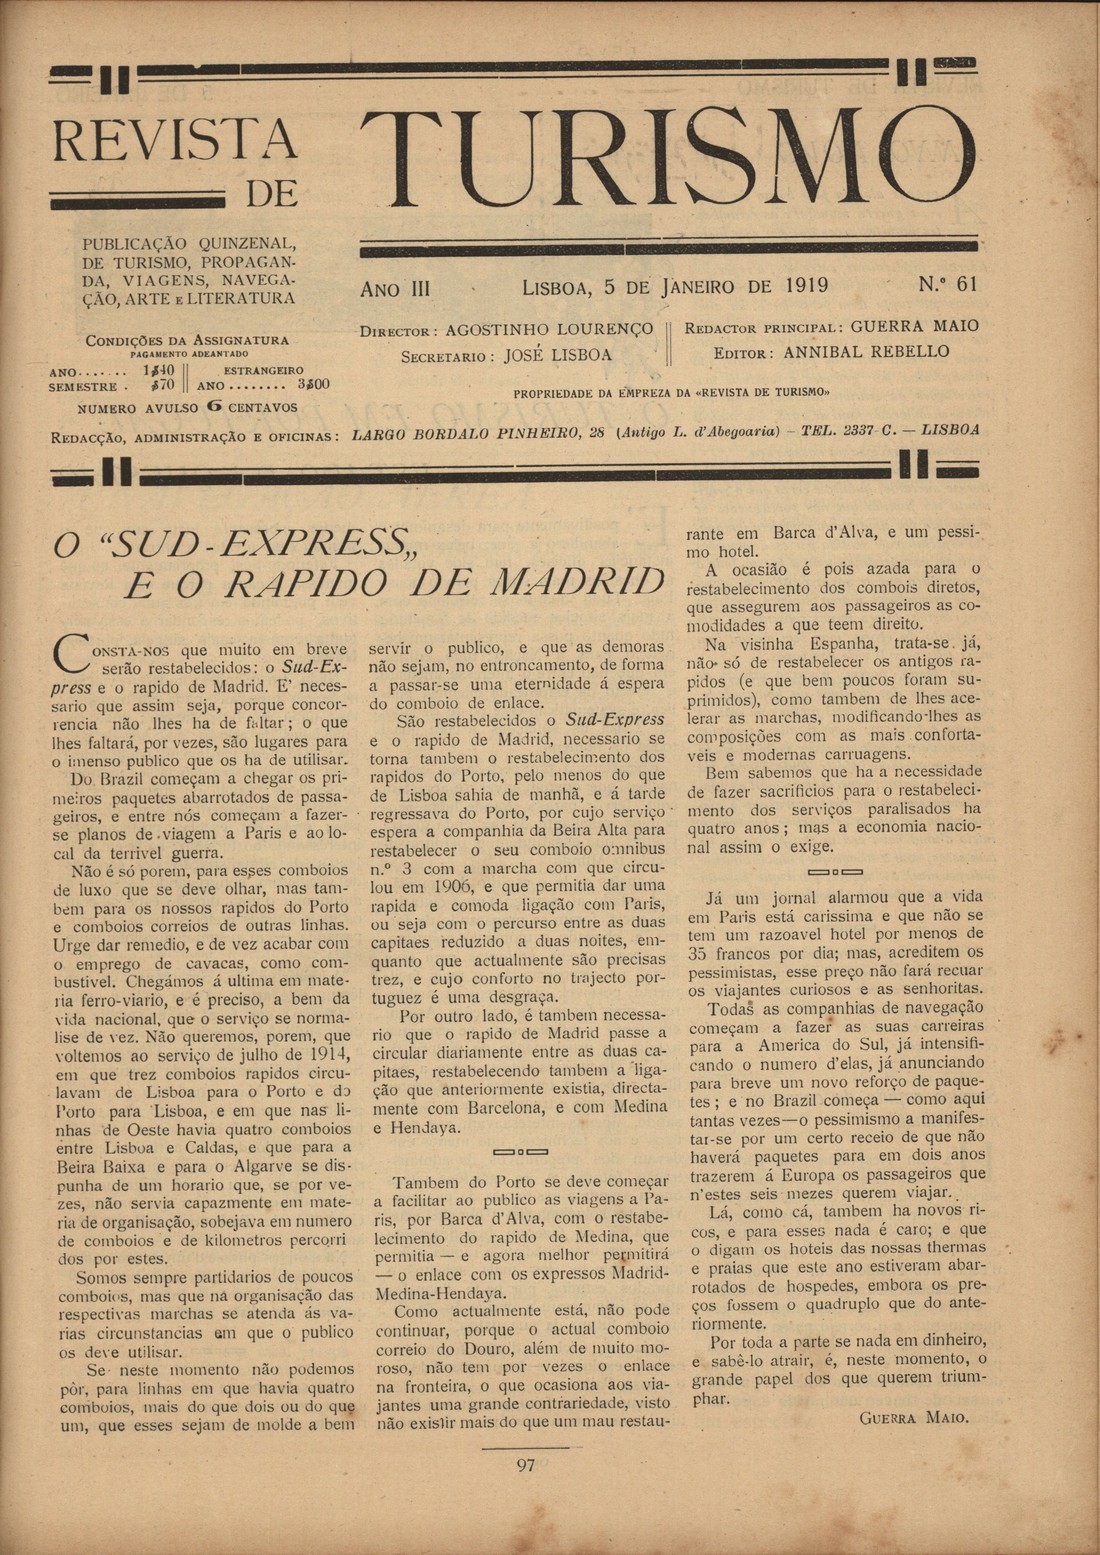 REVISTA
DE
TURISMO
PUBLICAÇÃO QUINZENAL,
DE TURISMO, PROPAGAN-
DA, VIAGENS, NAVEGA-
ÇÃO, ARTE E LITERATURA
CONDIÇÕES DA ASSIGNATURA
PAGAMENTO ADEANTADO
ANO....... 1$40
SEMESTRE . $70
ESTRANGEIRO
ANO ........ 3$00
NUMERO AVULSO 6 CENTAVOS
ANO III LISBOA, 5 DE JANEIRO DE 1919 N.º 61
DIRECTOR: AGOSTINHO LOURENÇO
SECRETARIO: JOSÉ LISBOA
REDACTOR PRINCIPAL: GUERRA MAIO
EDITOR: ANNIBAL REBELLO
PROPRIEDADE DA EMPREZA DA «REVISTA DE TURISMO»
REDACÇÃO, ADMINISTRAÇÃO E OFICINAS: LARGO BORDALO PINHEIRO, 28 (Antigo L. d'Abegoaria) – TEL. 2337 C. — LISBOA
O “SUD-EXPRESS„
E O RAPIDO DE MADRID
CONSTA-NOS que muito em breve
serão restabelecidos: o Sud-Ex-
press e o rapido de Madrid. E' neces-
sario que assim seja, porque concor-
rencia não lhes ha de faltar; o que
lhes faltará, por vezes, são lugares para
o imenso publico que os ha de utilisar.
Do Brazil começam a chegar os pri-
meiros paquetes abarrotados de passa-
geiros, e entre nós começam a fazer-
se planos de viagem a Paris e ao lo-
cal da terrivel guerra.
Não é só porem, para esses comboios
de luxo que se deve olhar, mas tam-
bem para os nossos rapidos do Porto
e comboios correios de outras linhas.
Urge dar remedio, e de vez acabar com
o emprego de cavacas, como com-
bustivel. Chegámos á ultima em mate-
ria ferro-viario, e é preciso, a bem da
vida nacional, que o serviço se norma-
lise de vez. Não queremos, porem, que
voltemos ao serviço de julho de 1914,
em que trez comboios rapidos circu-
lavam de Lisboa para o Porto e do
Porto para Lisboa, e em que nas li-
nhas de Oeste havia quatro comboios
entre Lisboa e Caldas, e que para a
Beira Baixa e para o Algarve se dis-
punha de um horario que, se por ve-
zes, não servia capazmente em mate-
ria de organisação, sobejava em numero
de comboios e de kilometros percorri
dos por estes.
Somos sempre partidarios de poucos
comboios, mas que na organisação das
respectivas marchas se atenda ás va-
rias circunstancias em que o publico
os deve utilisar.
Se neste momento não podemos
pôr, para linhas em que havia quatro
comboios, mais do que dois ou do que
um, que esses sejam de molde a bem
servir o publico, e que as demoras
não sejam, no entroncamento, de forma
a passar-se uma eternidade á espera
do comboio de enlace.
São restabelecidos o Sud-Express
e o rapido de Madrid, necessario se
torna tambem o restabelecimento dos
rapidos do Porto, pelo menos do que
de Lisboa sahia de manhã, e á tarde
regressava do Porto, por cujo serviço
espera a companhia da Beira Alta para
restabelecer o seu comboio omnibus
n.º 3 com a marcha com que circu-
lou em 1906, e que permitia dar uma
rapida e comoda ligação com Paris,
ou seja com o percurso entre as duas
capitaes reduzido a duas noites, em-
quanto que actualmente são precisas
trez, e cujo conforto no trajecto por-
tuguez é uma desgraça.
Por outro lado, é tambem necessa-
rio que o rapido de Madrid passe a
circular diariamente entre as duas ca-
pitaes, restabelecendo tambem a liga-
ção que anteriormente existia, directa-
mente com Barcelona, e com Medina
e Hendaya.
Tambem do Porto se deve começar
a facilitar ao publico as viagens a Pa-
ris, por Barca d'Alva, com o restabe-
lecimento do rapido de Medina, que
permitia — e agora melhor permitirá
— o enlace com os expressos Madrid-
Medina-Hendaya.
Como actualmente está, não pode
continuar, porque o actual comboio
correio do Douro, além de muito mo-
roso, não tem por vezes o enlace
na fronteira, o que ocasiona aos via-
jantes uma grande contrariedade, visto
não existir mais do que um mau restau-
rante em Barca d'Alva, e um pessi-
mo hotel.
A ocasião é pois azada para o
restabelecimento dos combois diretos,
que assegurem aos passageiros as co-
modidades a que teem direito.
Na visinha Espanha, trata-se já,
não só de restabelecer os antigos ra-
pidos (e que bem poucos foram su-
primidos), como tambem de lhes ace-
lerar as marchas, modificando-lhes as
composições com as mais conforta-
veis e modernas carruagens.
Bem sabemos que ha a necessidade
de fazer sacrificios para o restabeleci-
mento dos serviços paralisados ha
quatro anos; mas a economia nacio-
nal assim o exige.
Já um jornal alarmou que a vida
em Paris está carissima e que não se
tem um razoavel hotel por menos de
35 francos por dia; mas, acreditem os
pessimistas, esse preço não fará recuar
os viajantes curiosos e as senhoritas.
Todas as companhias de navegação
começam a fazer as suas carreiras
para a America do Sul, já intensifi-
cando o numero d'elas, já anunciando
para breve um novo reforço de paque-
tes; e no Brazil começa — como aqui
tantas vezes—o pessimismo a manifes-
tar-se por um certo receio de que não
haverá paquetes para em dois anos
trazerem á Europa os passageiros que
n'estes seis mezes querem viajar.
Lá, como cá, tambem ha novos ri-
cos, e para esses nada é caro; e que
o digam os hoteis das nossas thermas
e praias que este ano estiveram abar-
rotados de hospedes, embora os pre-
ços fossem o quadruplo que do ante-
riormente.
Por toda a parte se nada em dinheiro,
e sabê-lo atrair, é, neste momento, o
grande papel dos que querem trium-
phar.
GUERRA MAIO.
97